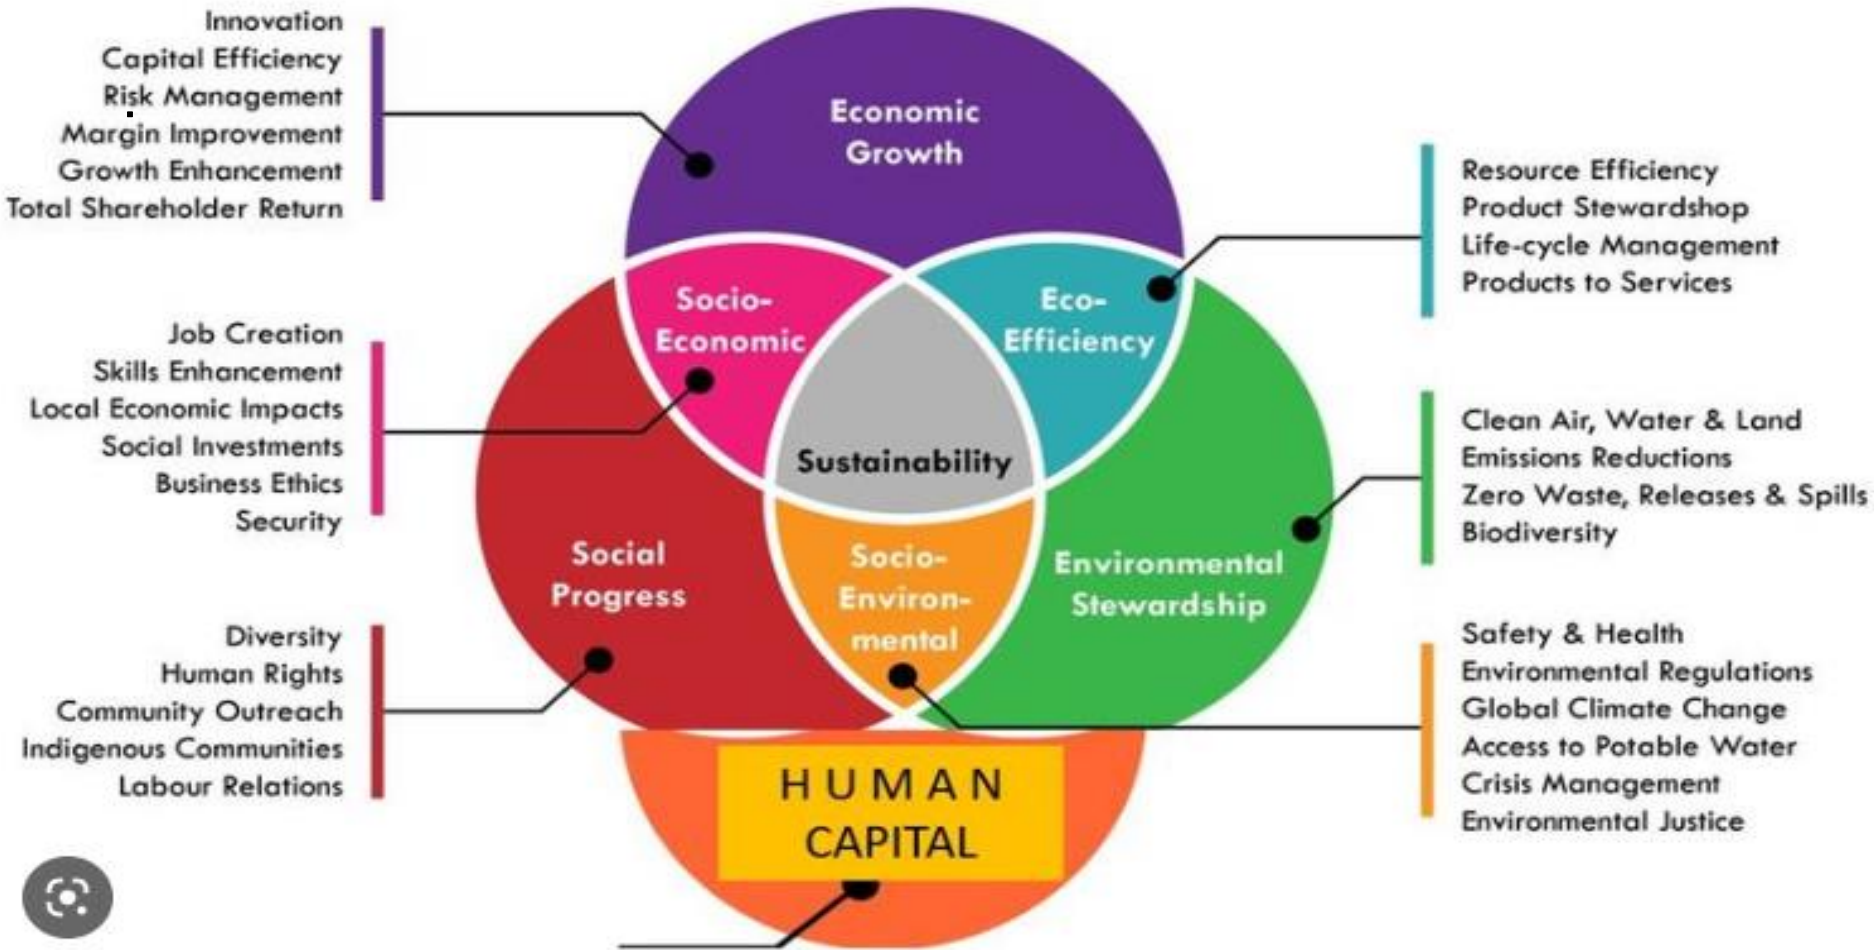 Innovation
Capital Efficiency
Risk Management
Margin Improvement
Growth Enhancement
Total Shareholder Return
Job Creation
Skills Enhancement
Local Economic Impacts
Social Investments
Business Ethics
Security
Diversity
Human Rights
Community Outreach
Indigenous Communities
Labour Relations
Economic
Growth
Socio-
Economic
Eco-
Efficiency
Sustainability
Social
Progress
Socio-
Environ-
mental
Environmental
Stewardship
HUMAN
CAPITAL
Resource Efficiency
Product Stewardshop
Life-cycle Management
Products to Services
Clean Air, Water & Land
Emissions Reductions
Zero Waste, Releases & Spills
Biodiversity
Safety & Health
Environmental Regulations
Global Climate Change
Access to Potable Water
Crisis Management
Environmental Justice